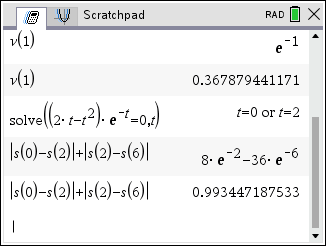 Scratchpad RAD
v(1) e^-1
v(1) 0.367879441171
solve((2·t-t^2)·e^-t=0,t) t=0 or t=2
|s(0)-s(2)|+|s(2)-s(6)| 8·e^-2-36·e^-6
|s(0)-s(2)|+|s(2)-s(6)| 0.993447187533